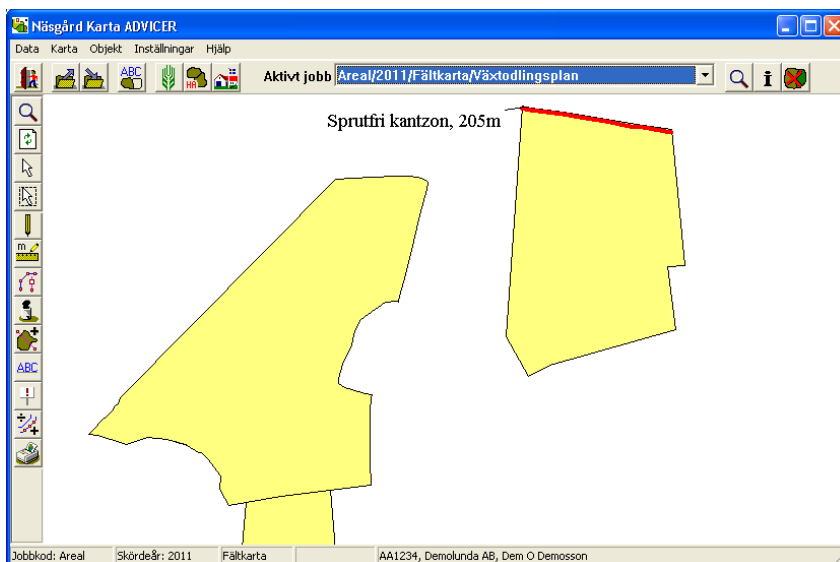 Näsgård Karta ADVICER
Data Karta Objekt Inställningar Hjälp
ABC
HA
Aktivt jobb Areal/2011/Fältkarta/Växtodlingsplan
i
Sprutfri kantzon, 205m
m
ABC
Jobbkod: Areal Skördeår: 2011 Fältkarta AA1234, Demolunda AB, Dem O Demosson